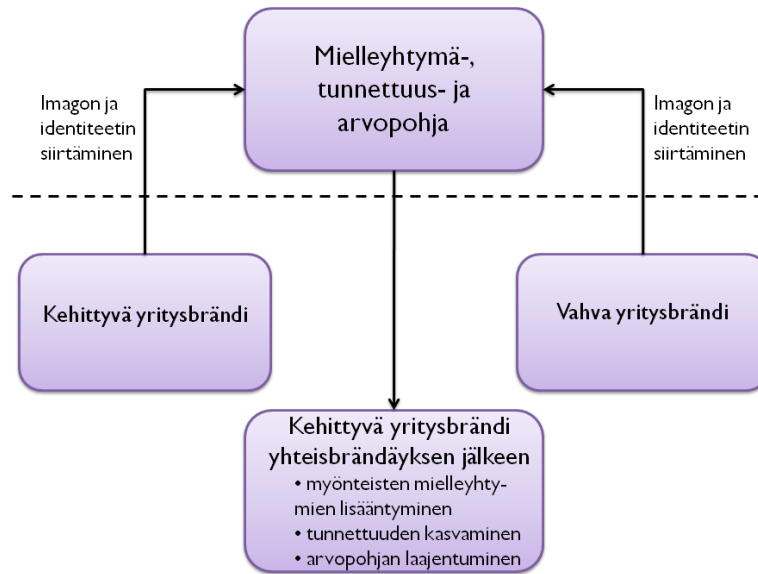 Mielleyhtymä-,
tunnettuus- ja
arvopohja
Imagon ja
identiteetin
siirtäminen
Imagon ja
identiteetin
siirtäminen
Kehittyvä yritysbrändi
Vahva yritysbrändi
Kehittyvä yritysbrändi
yhteisbrändäyksen jälkeen
• myönteisten mielleyhty-
mien lisääntyminen
• tunnettuuden kasvaminen
• arvopohjan laajentuminen